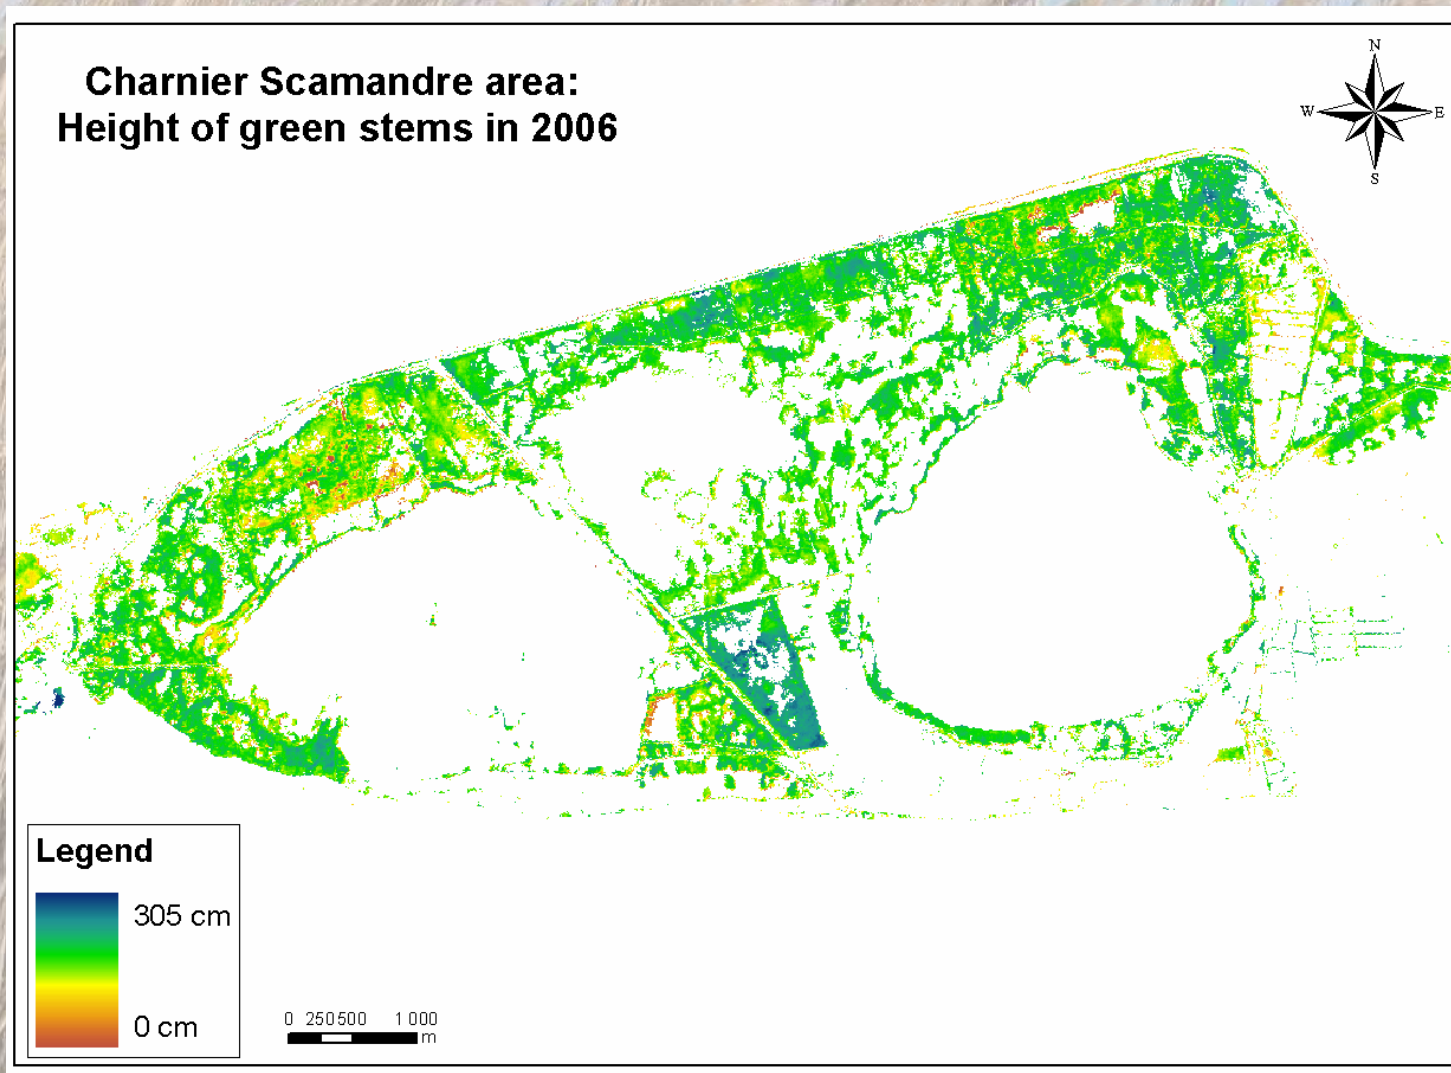 Charnier Scamandre area:
Height of green stems in 2006
N
W
E
S
Legend
305 cm
0 cm
0 250 500 1 000
m